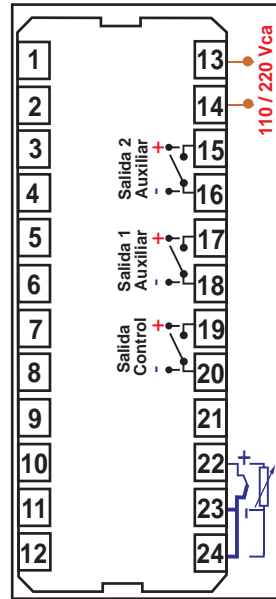 1 13
2 14
110 / 220 Vca
3 15
4 16
Salida 2
Auxiliar
+
-
5 17
6 18
Salida 1
Auxiliar
+
-
7 19
8 20
Salida
Control
+
-
9 21
10 22
11 23
12 24
+
-